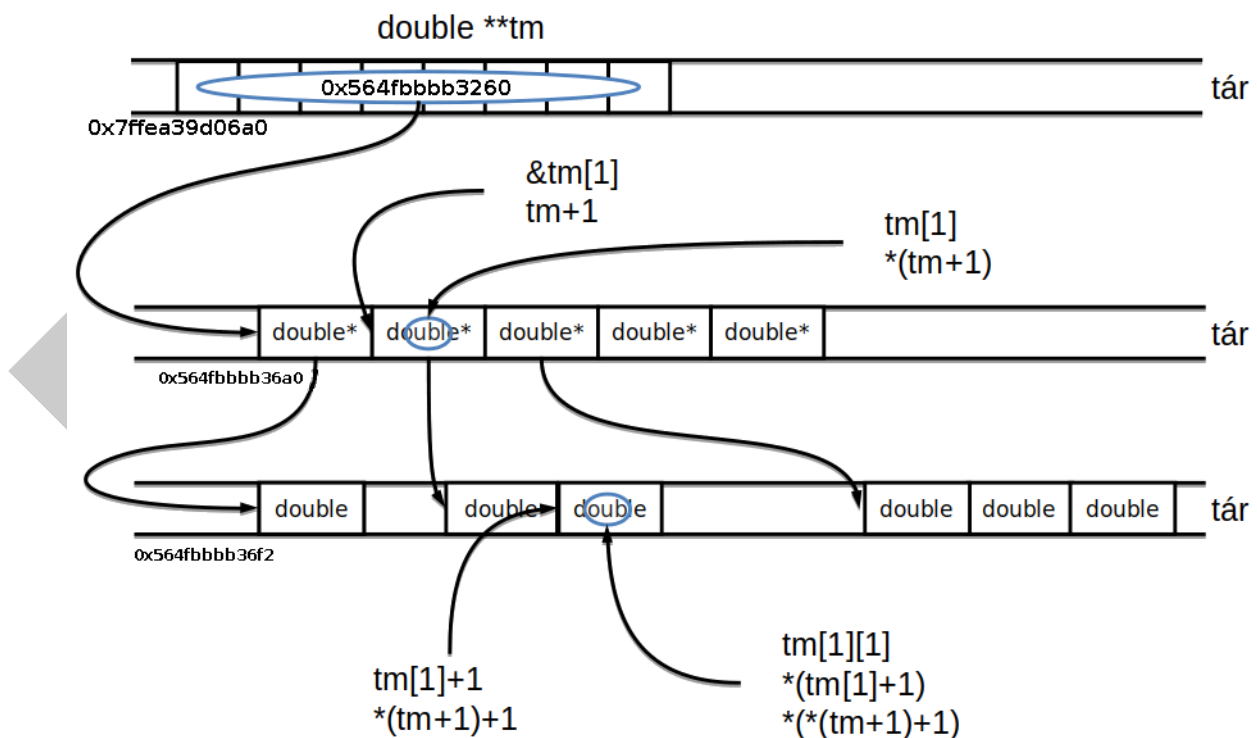 double **tm
0x564fbbbb3260
tár
0x7ffea39d06a0
&tm[1]
tm+1
tm[1]
*(tm+1)
double*
double*
double*
double*
double*
tár
0x564fbbbb36a0
double
double
double
double
double
double
tár
0x564fbbbb36f2
tm[1]+1
*(tm+1)+1
tm[1][1]
*(tm[1]+1)
*(*(tm+1)+1)